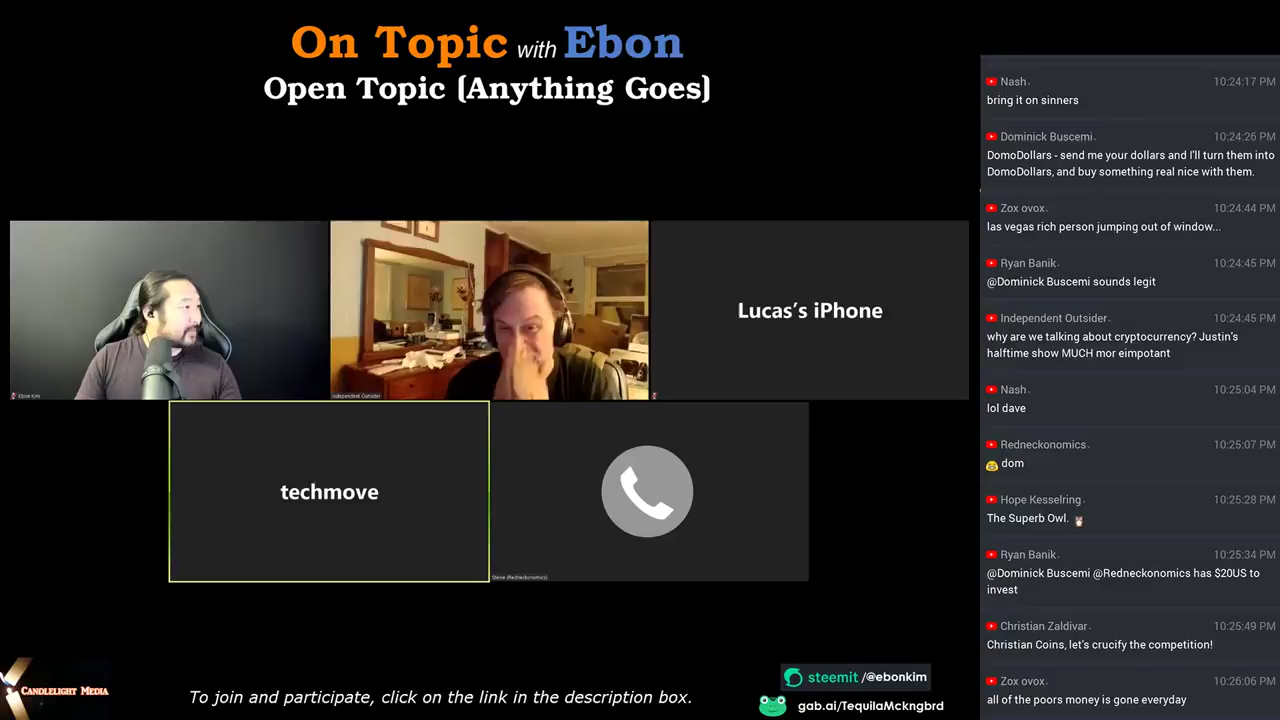 On Topic with Ebon
Open Topic (Anything Goes)
Ebon Kim
Independent Outsider
Lucas's iPhone
techmove
Steve (Redneckonomics)
CANDLELIGHT MEDIA
To join and participate, click on the link in the description box.
steemit /@ebonkim
gab.ai/TequilaMckngbrd
Nash. 10:24:17 PM
bring it on sinners
Dominick Buscemi. 10:24:26 PM
DomoDollars - send me your dollars and I'll turn them into
DomoDollars, and buy something real nice with them.
Zox ovox. 10:24:44 PM
las vegas rich person jumping out of window...
Ryan Banik. 10:24:45 PM
@Dominick Buscemi sounds legit
Independent Outsider. 10:24:45 PM
why are we talking about cryptocurrency? Justin's
halftime show MUCH mor eimpotant
Nash. 10:25:04 PM
lol dave
Redneckonomics. 10:25:07 PM
dom
Hope Kesselring. 10:25:28 PM
The Superb Owl.
Ryan Banik. 10:25:34 PM
@Dominick Buscemi @Redneckonomics has $20US to
invest
Christian Zaldivar. 10:25:49 PM
Christian Coins, let's crucify the competition!
Zox ovox. 10:26:06 PM
all of the poors money is gone everyday